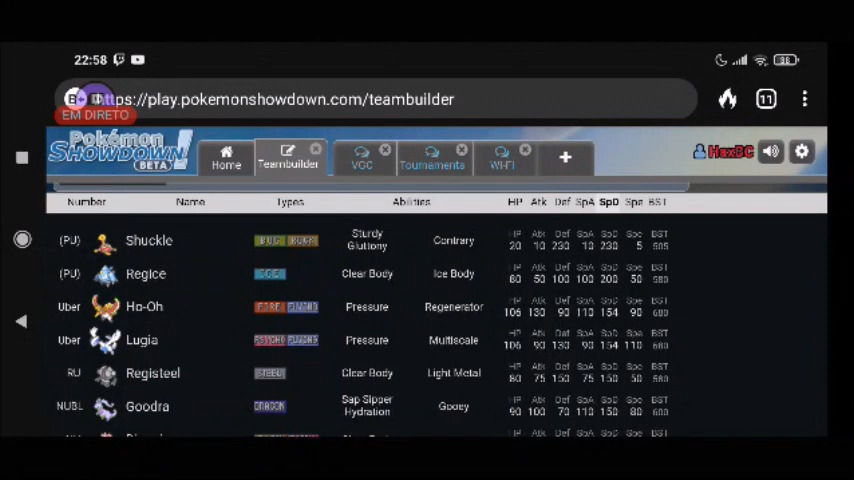 22:58
38
https://play.pokemonshowdown.com/teambuilder
11
EM DIRETO
Pokémon
SHOWDOWN!
BETA
Home
Teambuilder
VGC
Tournaments
WI-FI
HaxDC
Number Name Types Abilities HP Atk Def SpA SpD Spe BST
(PU) Shuckle BUG ROCK Sturdy Gluttony Contrary HP 20 Atk 10 Def 230 SpA 10 SpD 230 Spe 5 BST 505
(PU) Regice ICE Clear Body Ice Body HP 80 Atk 50 Def 100 SpA 100 SpD 200 Spe 50 BST 580
Uber Ho-Oh FIRE FLYING Pressure Regenerator HP 106 Atk 130 Def 90 SpA 110 SpD 154 Spe 90 BST 680
Uber Lugia PSYCHC FLYING Pressure Multiscale HP 106 Atk 90 Def 130 SpA 90 SpD 154 Spe 110 BST 680
RU Registeel STEEL Clear Body Light Metal HP 80 Atk 75 Def 150 SpA 75 SpD 150 Spe 50 BST 580
NUBL Goodra DRAGON Sap Sipper Hydration Gooey HP 90 Atk 100 Def 70 SpA 110 SpD 150 Spe 80 BST 600